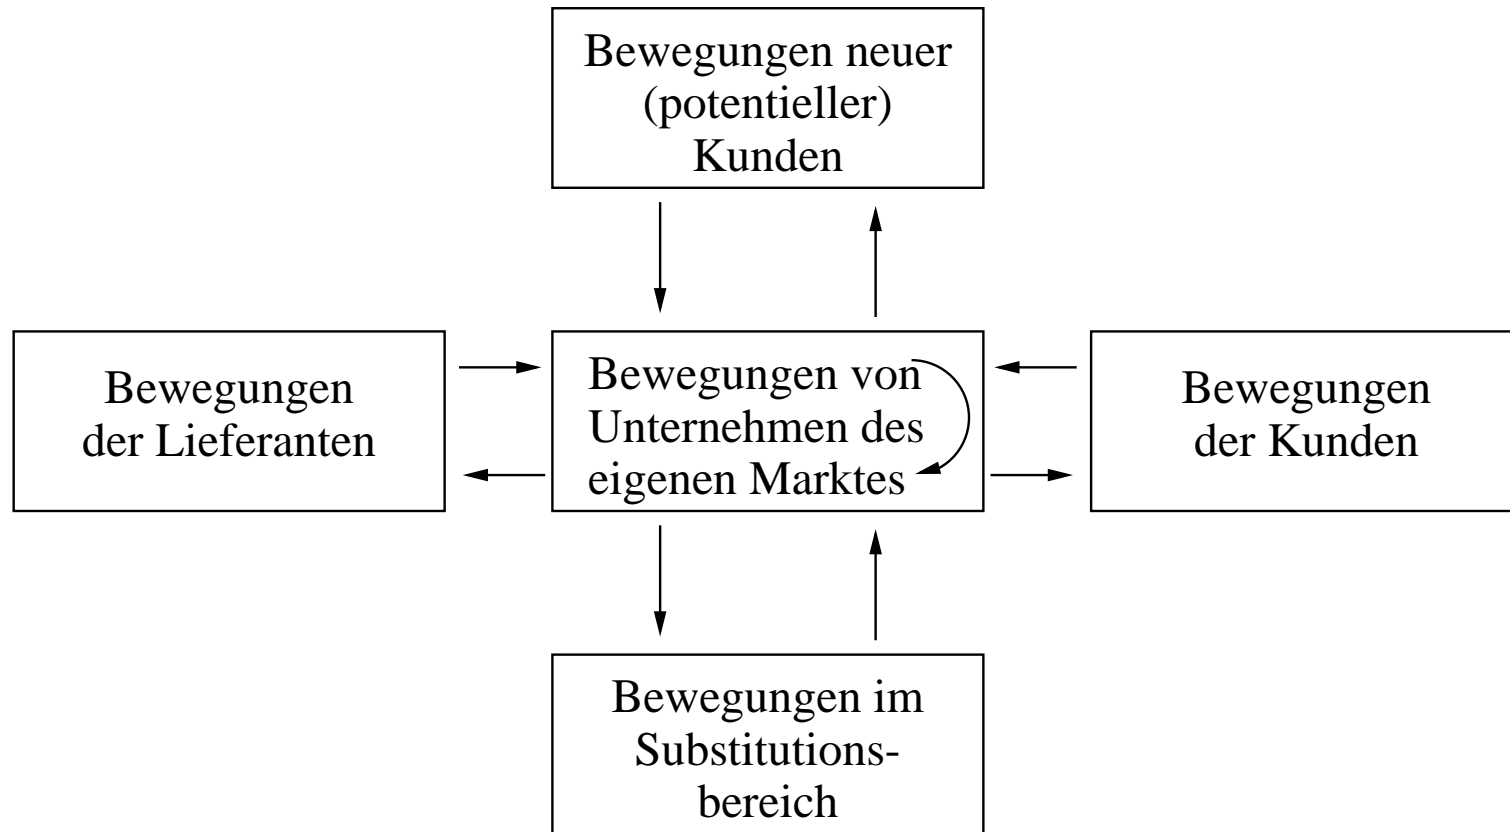 Bewegungen neuer
(potentieller)
Kunden
Bewegungen
der Lieferanten
Bewegungen von
Unternehmen des
eigenen Marktes
Bewegungen
der Kunden
Bewegungen im
Substitutions-
bereich